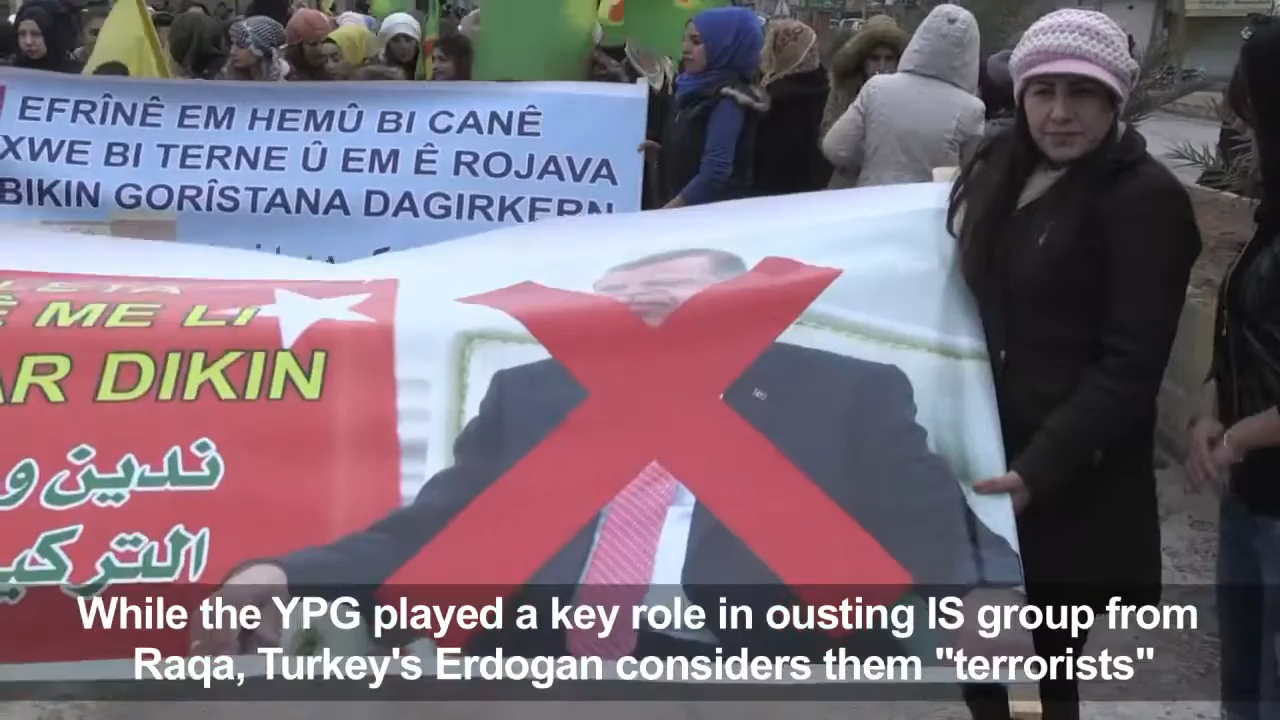 EFRÎNÊ EM HEMÛ BI CANÊ
XWE BI TERNE Û EM Ê ROJAVA
BIKIN GORÎSTANA DAGIRKERN
Ê ME LI
DIKIN
ندين و
While the YPG played a key role in ousting IS group from
Raqa, Turkey's Erdogan considers them "terrorists"